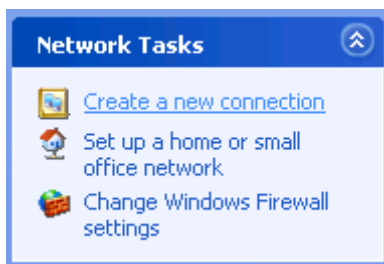 Network Tasks
Create a new connection
Set up a home or small
office network
Change Windows Firewall
settings